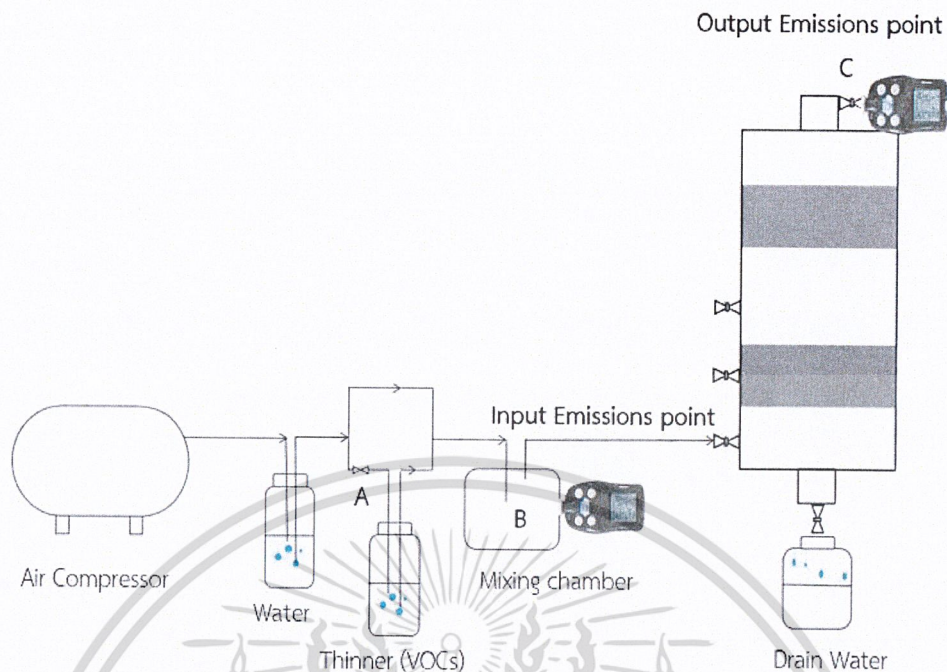 Output Emissions point
C
Input Emissions point
A
B
Air Compressor
Water
Thinner (VOCs)
Mixing chamber
Drain Water